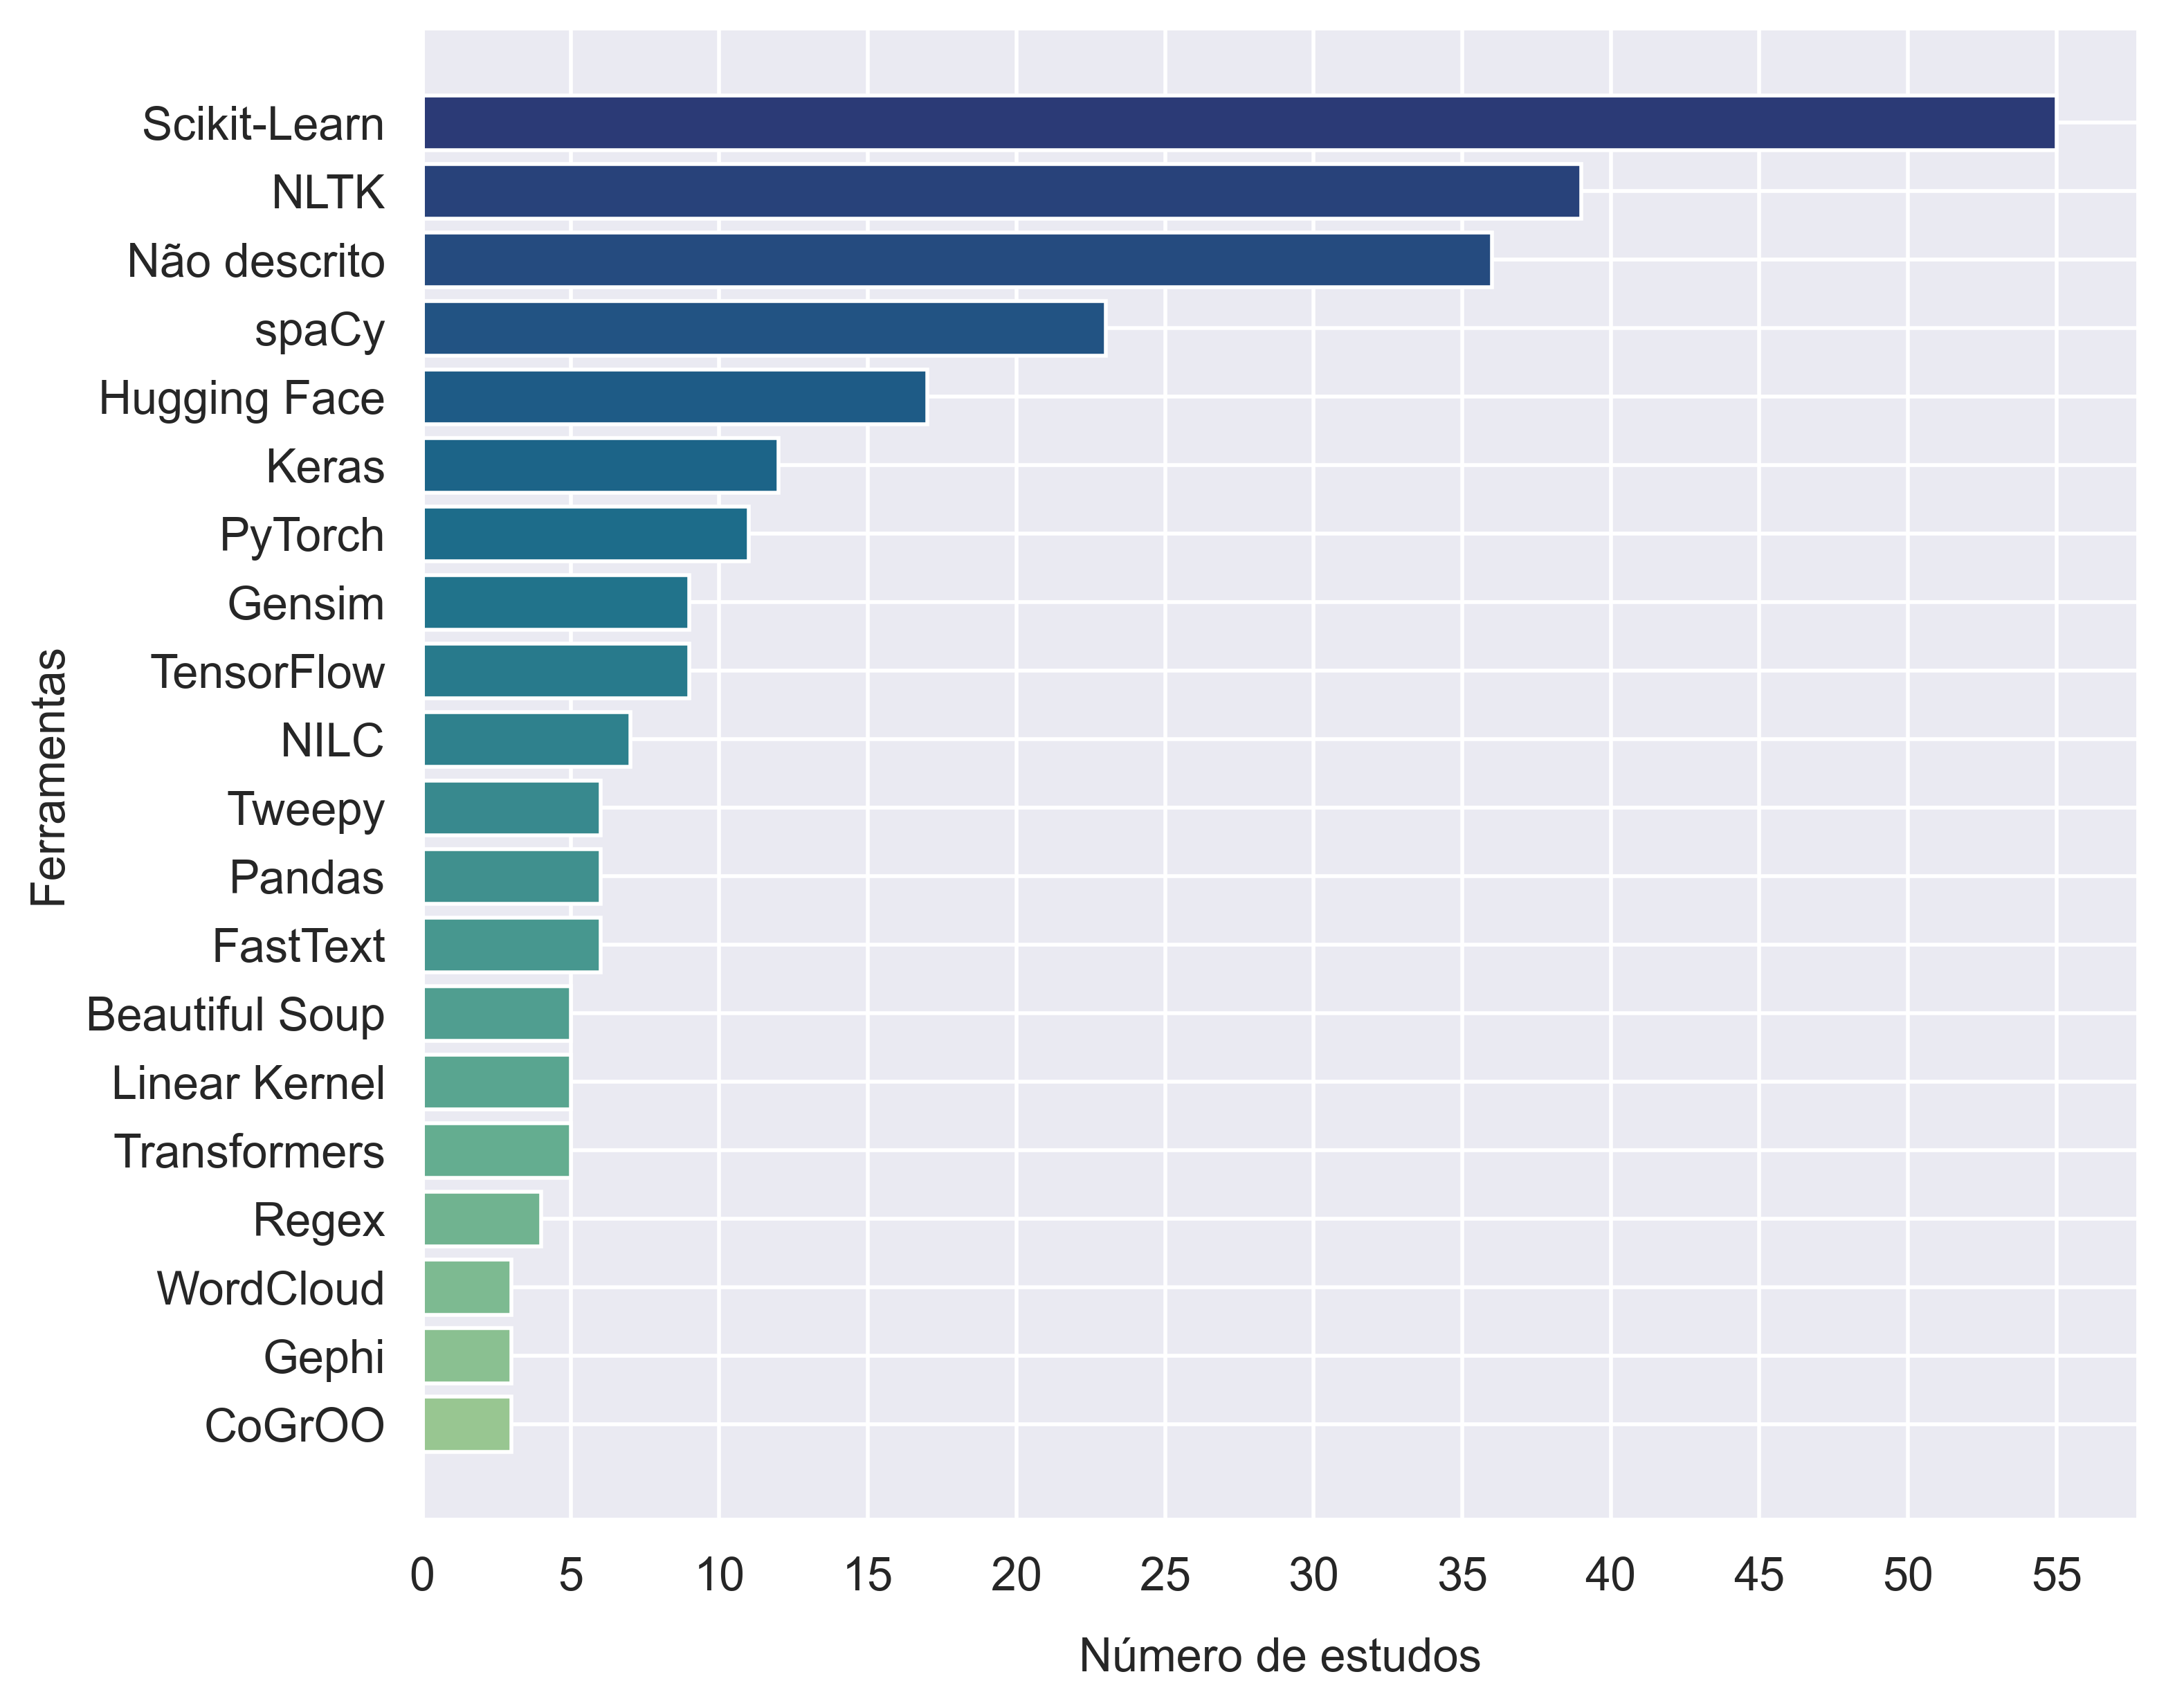 Scikit-Learn
NLTK
Não descrito
spaCy
Hugging Face
Keras
PyTorch
Gensim
TensorFlow
NILC
Tweepy
Pandas
FastText
Beautiful Soup
Linear Kernel
Transformers
Regex
WordCloud
Gephi
CoGrOO
Ferramentas
0 5 10 15 20 25 30 35 40 45 50 55
Número de estudos